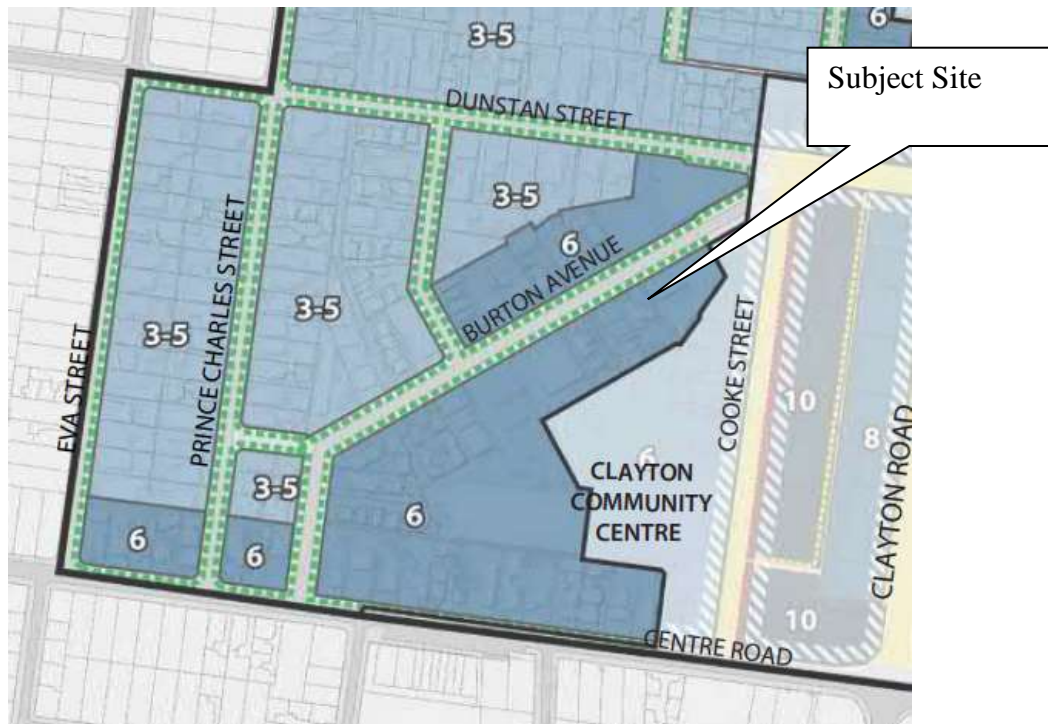 6
3-5
Subject Site
DUNSTAN STREET
3-5
6
BURTON AVENUE
EVA STREET
3-5
PRINCE CHARLES STREET
3-5
COOKE STREET
10
8
CLAYTON ROAD
6
CLAYTON
COMMUNITY
CENTRE
3-5
6
6
6
10
CENTRE ROAD